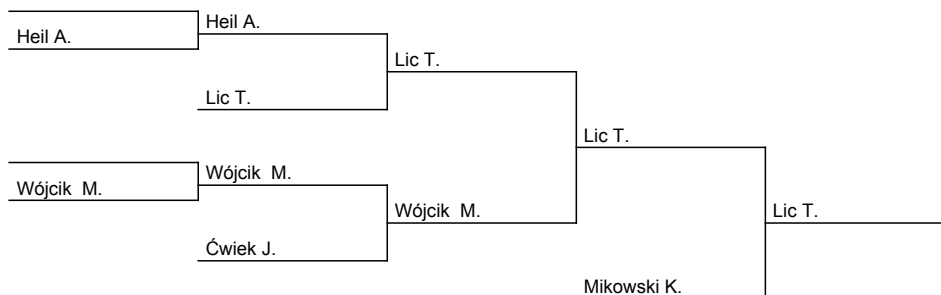 Heil A.
Heil A.
Lic T.
Lic T.
Lic T.
Wójcik  M.
Wójcik  M.
Lic T.
Wójcik  M.
Ćwiek J.
Mikowski K.